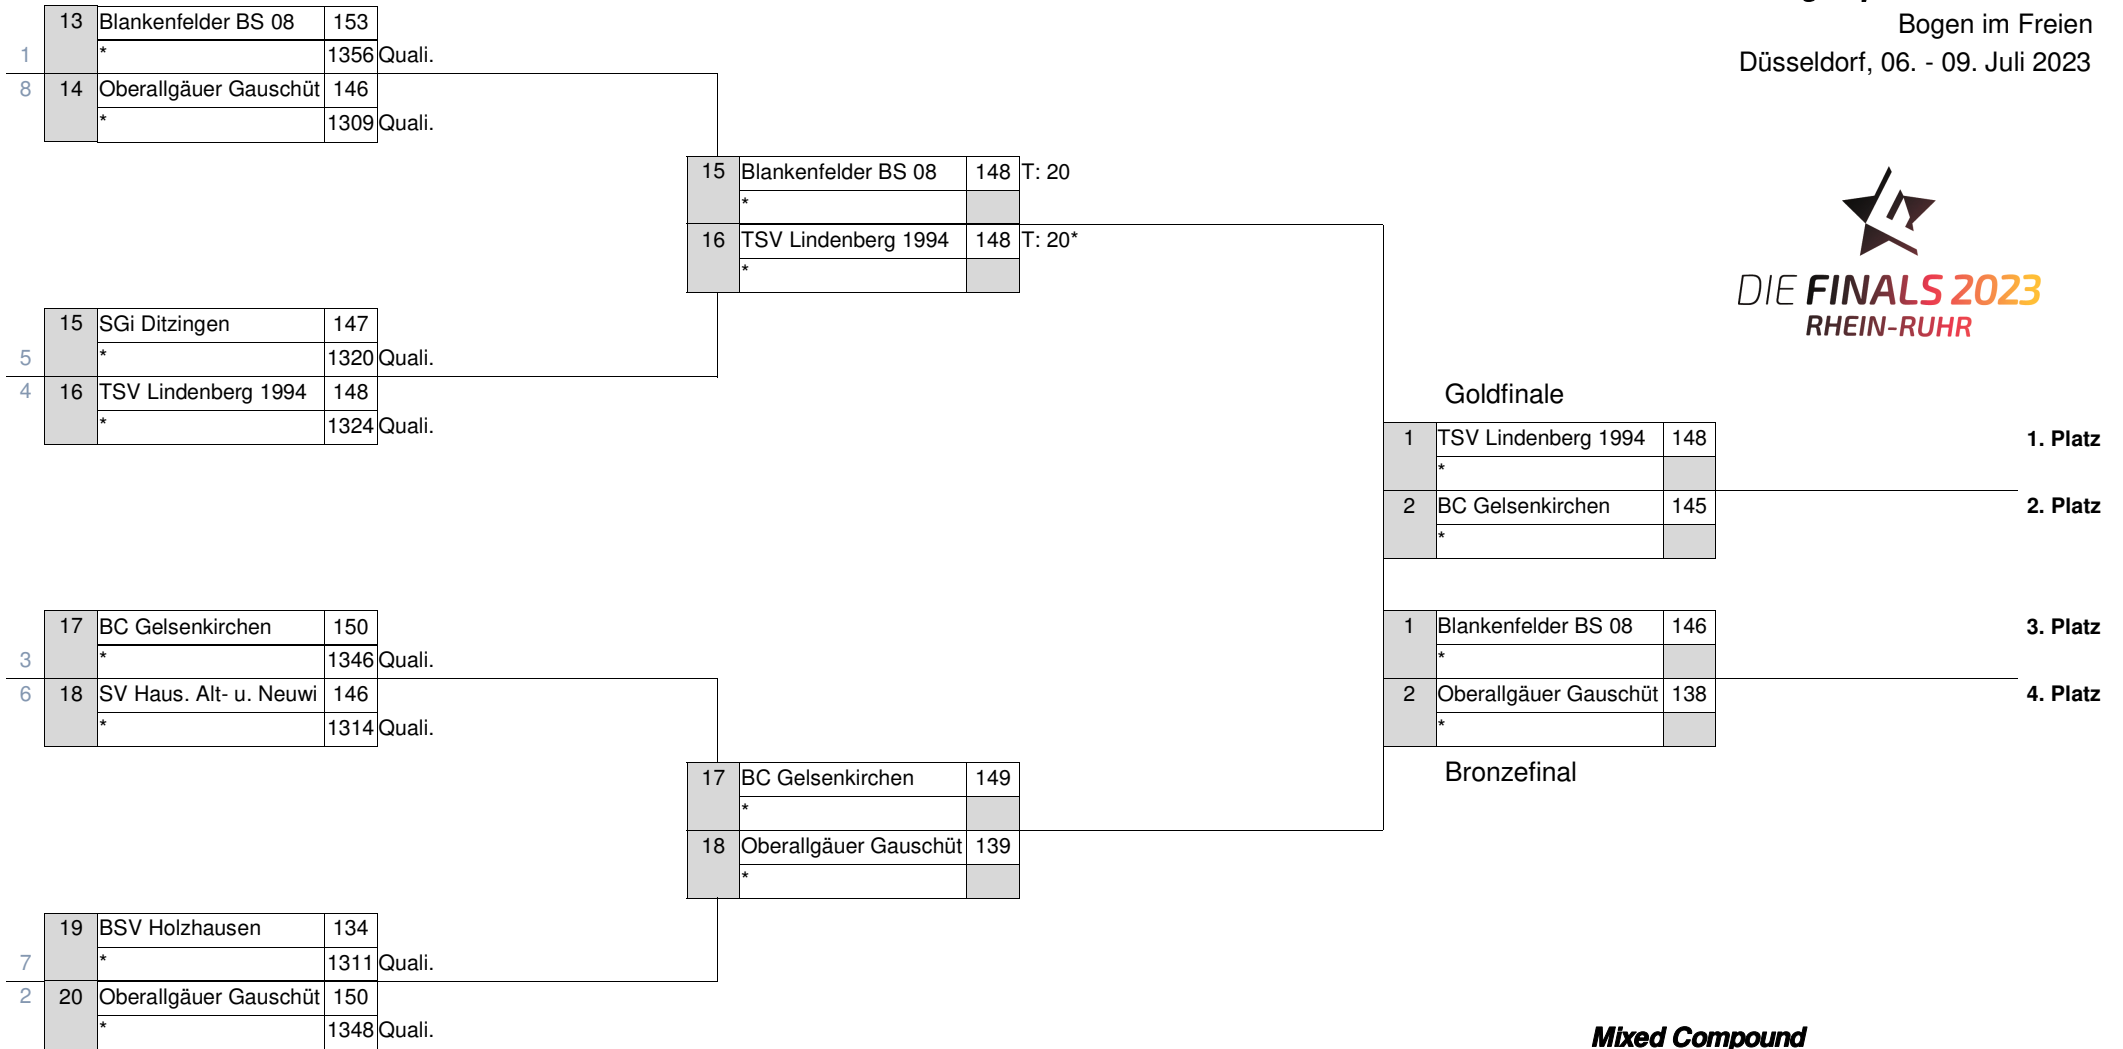 Bogen im Freien
Düsseldorf, 06. - 09. Juli 2023
13 Blankenfelder BS 08 153
1 * 1356 Quali.
8 14 Oberallgäuer Gauschüt 146
* 1309 Quali.
15 Blankenfelder BS 08 148 T: 20
*
16 TSV Lindenberg 1994 148 T: 20*
*
DIE FINALS 2023
RHEIN-RUHR
15 SGi Ditzingen 147
5 * 1320 Quali.
4 16 TSV Lindenberg 1994 148
* 1324 Quali.
Goldfinale
1 TSV Lindenberg 1994 148 1. Platz
*
2 BC Gelsenkirchen 145 2. Platz
*
17 BC Gelsenkirchen 150
3 * 1346 Quali.
6 18 SV Haus. Alt- u. Neuwi 146
* 1314 Quali.
1 Blankenfelder BS 08 146 3. Platz
*
2 Oberallgäuer Gauschüt 138 4. Platz
*
Bronzefinal
17 BC Gelsenkirchen 149
*
18 Oberallgäuer Gauschüt 139
*
19 BSV Holzhausen 134
7 * 1311 Quali.
2 20 Oberallgäuer Gauschüt 150
* 1348 Quali.
Mixed Compound